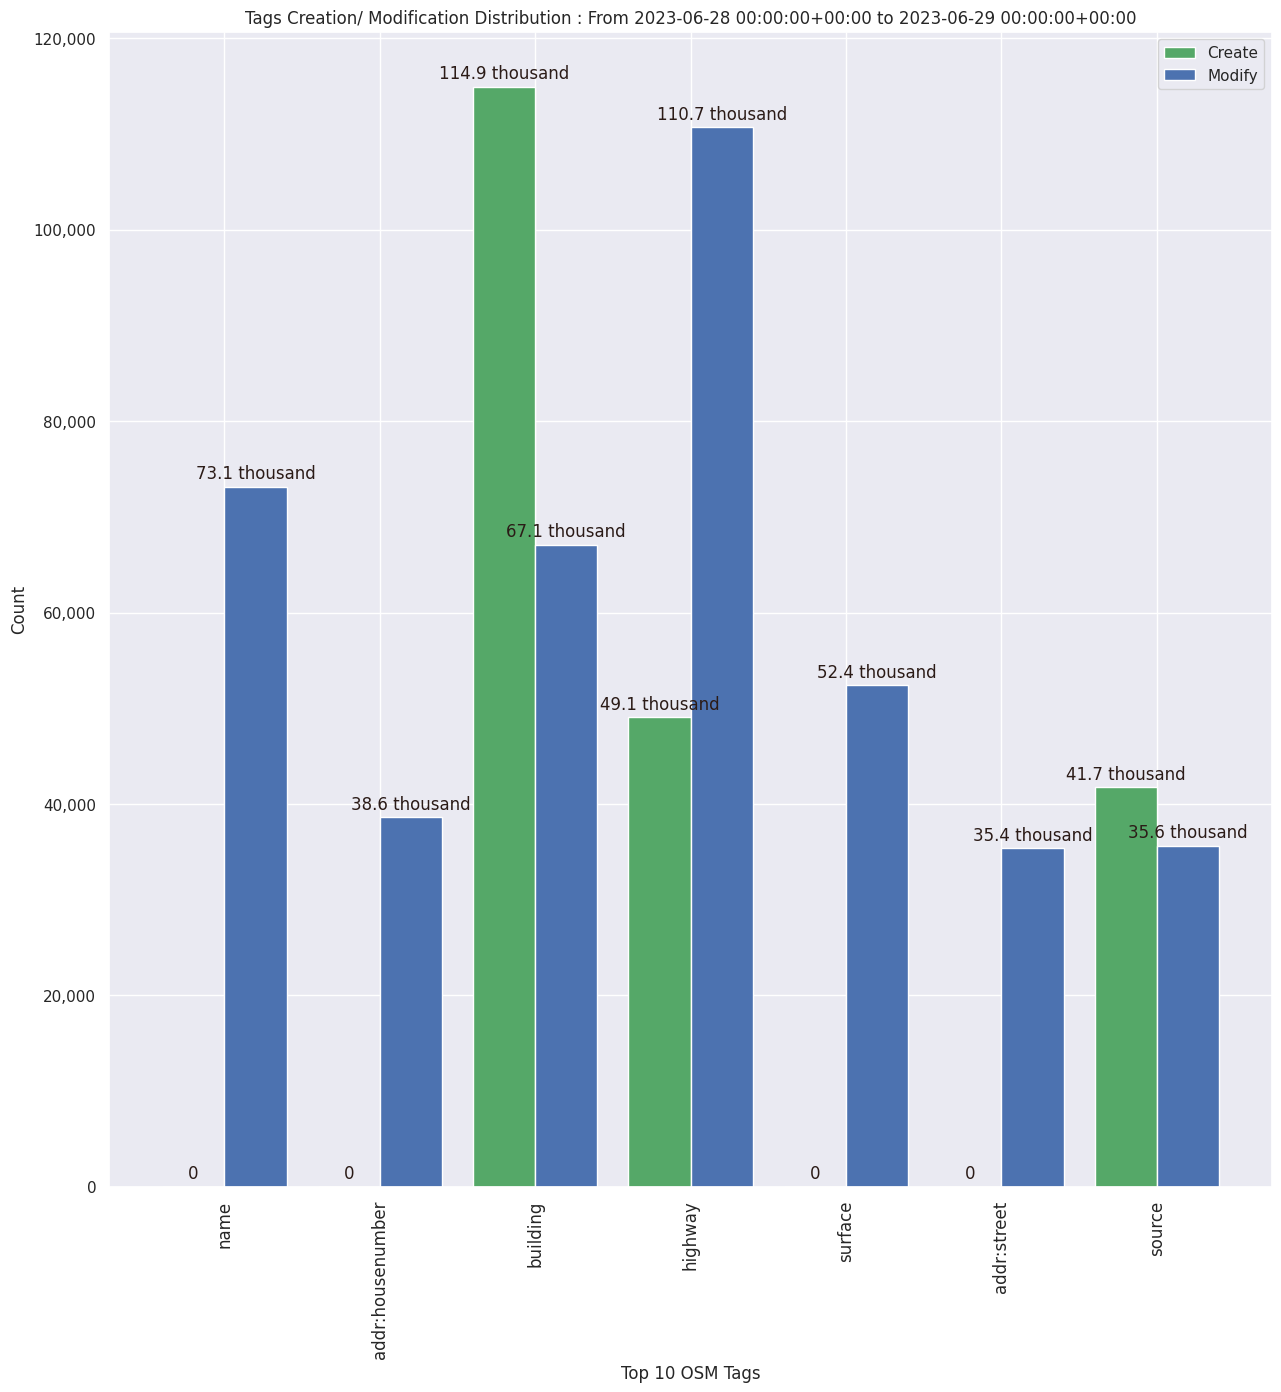 Tags Creation/ Modification Distribution : From 2023-06-28 00:00:00+00:00 to 2023-06-29 00:00:00+00:00
Create
Modify
120,000
100,000
80,000
60,000
40,000
20,000
0
Count
0
73.1 thousand
0
38.6 thousand
114.9 thousand
67.1 thousand
49.1 thousand
110.7 thousand
0
52.4 thousand
0
35.4 thousand
41.7 thousand
35.6 thousand
name
addr:housenumber
building
highway
surface
addr:street
source
Top 10 OSM Tags